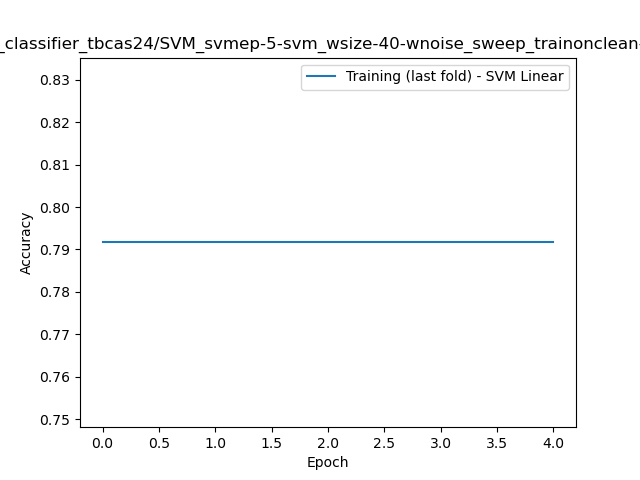 _classifier_tbcas24/SVM_svmep-5-svm_wsize-40-wnoise_sweep_trainonclean-
Training (last fold) - SVM Linear
0.83
0.82
0.81
0.80
0.79
0.78
0.77
0.76
0.75
Accuracy
0.0 0.5 1.0 1.5 2.0 2.5 3.0 3.5 4.0
Epoch